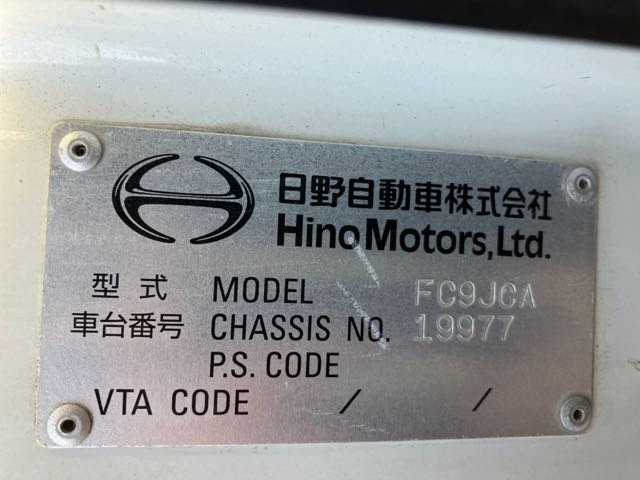 日野自動車株式会社
Hino Motors, Ltd.
型式 MODEL FC9JCA
車台番号 CHASSIS NO. 19977
P.S. CODE
VTA CODE / /